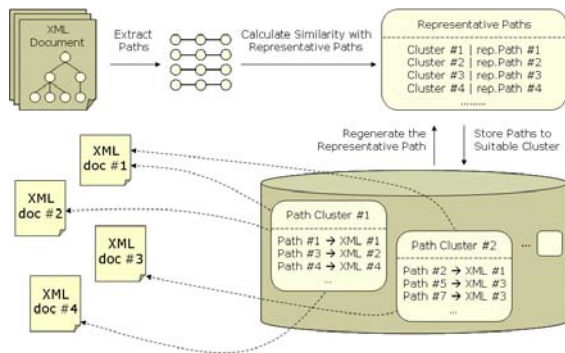 XML
Document
Extract
Paths
Calculate Similarity with
Representative Paths
Representative Paths
Cluster #1 | rep.Path #1
Cluster #2 | rep.Path #2
Cluster #3 | rep.Path #3
Cluster #4 | rep.Path #4
.........
Regenerate the
Representative Path
Store Paths to
Suitable Cluster
XML
doc #1
XML
doc #2
XML
doc #3
XML
doc #4
Path Cluster #1
Path #1 → XML #1
Path #3 → XML #2
Path #4 → XML #4
...
Path Cluster #2
Path #2 → XML #1
Path #5 → XML #3
Path #7 → XML #3
...
...